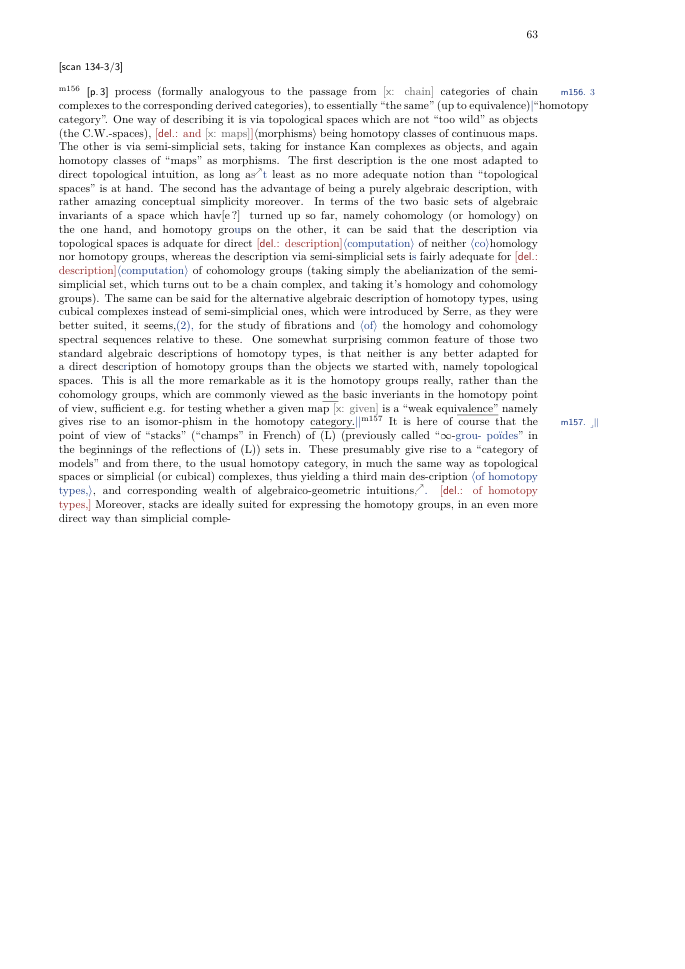 63
[scan 134-3/3]
m156 [p. 3] process (formally analogyous to the passage from [x: chain] categories of chain m156. 3
complexes to the corresponding derived categories), to essentially “the same” (up to equivalence)|“homotopy
category”. One way of describing it is via topological spaces which are not “too wild” as objects
(the C.W.-spaces), [del.: and [x: maps]]⟨morphisms⟩ being homotopy classes of continuous maps.
The other is via semi-simplicial sets, taking for instance Kan complexes as objects, and again
homotopy classes of “maps” as morphisms. The first description is the one most adapted to
direct topological intuition, as long as↗t least as no more adequate notion than “topological
spaces” is at hand. The second has the advantage of being a purely algebraic description, with
rather amazing conceptual simplicity moreover. In terms of the two basic sets of algebraic
invariants of a space which hav[e ?] turned up so far, namely cohomology (or homology) on
the one hand, and homotopy groups on the other, it can be said that the description via
topological spaces is adquate for direct [del.: description]⟨computation⟩ of neither ⟨co⟩homology
nor homotopy groups, whereas the description via semi-simplicial sets is fairly adequate for [del.:
description]⟨computation⟩ of cohomology groups (taking simply the abelianization of the semi-
simplicial set, which turns out to be a chain complex, and taking it’s homology and cohomology
groups). The same can be said for the alternative algebraic description of homotopy types, using
cubical complexes instead of semi-simplicial ones, which were introduced by Serre, as they were
better suited, it seems,(2), for the study of fibrations and ⟨of⟩ the homology and cohomology
spectral sequences relative to these. One somewhat surprising common feature of those two
standard algebraic descriptions of homotopy types, is that neither is any better adapted for
a direct description of homotopy groups than the objects we started with, namely topological
spaces. This is all the more remarkable as it is the homotopy groups really, rather than the
cohomology groups, which are commonly viewed as the basic inveriants in the homotopy point
of view, sufficient e.g. for testing whether a given map [x: given] is a “weak equivalence” namely
gives rise to an isomor-phism in the homotopy category.||m157 It is here of course that the m157. ,||
point of view of “stacks” (“champs” in French) of (L) (previously called “∞-grou- poïdes” in
the beginnings of the reflections of (L)) sets in. These presumably give rise to a “category of
models” and from there, to the usual homotopy category, in much the same way as topological
spaces or simplicial (or cubical) complexes, thus yielding a third main des-cription ⟨of homotopy
types,⟩, and corresponding wealth of algebraico-geometric intuitions↗. [del.: of homotopy
types,] Moreover, stacks are ideally suited for expressing the homotopy groups, in an even more
direct way than simplicial comple-